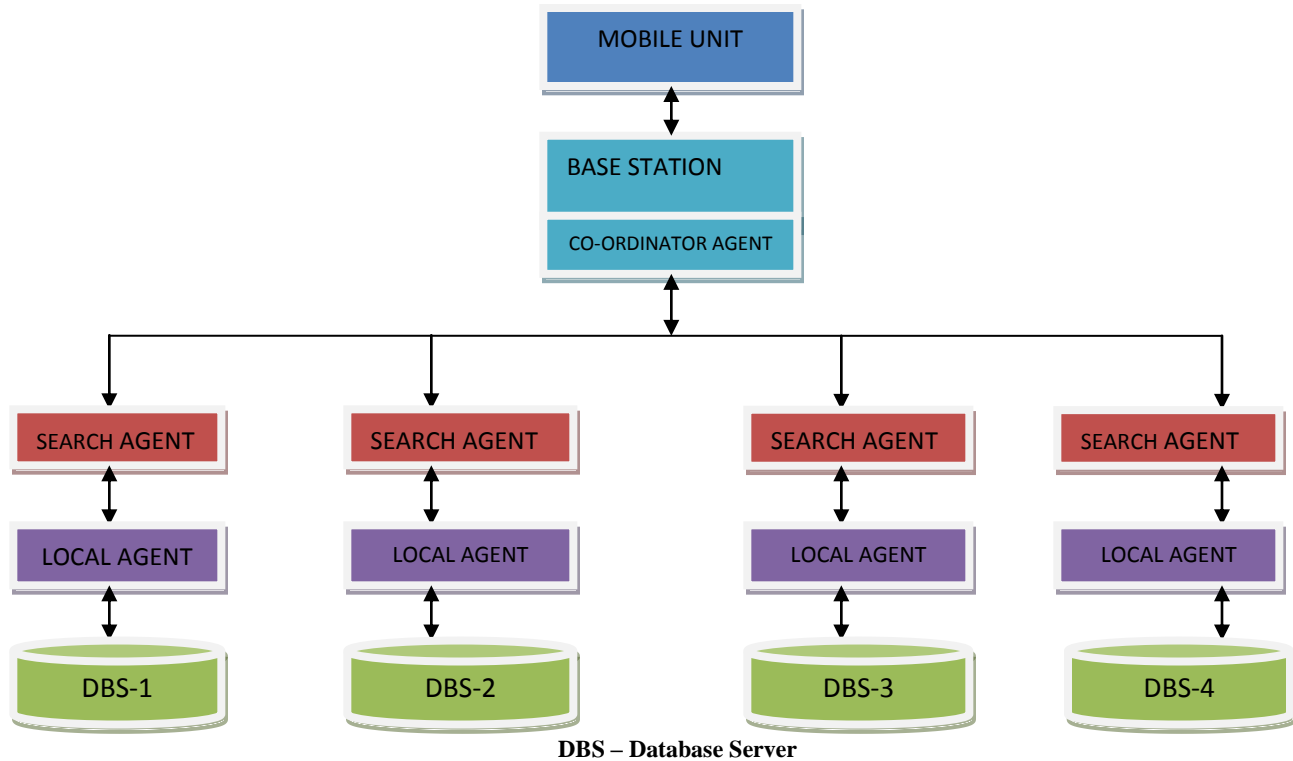 MOBILE UNIT
BASE STATION
CO-ORDINATOR AGENT
SEARCH AGENT
SEARCH AGENT
SEARCH AGENT
SEARCH AGENT
LOCAL AGENT
LOCAL AGENT
LOCAL AGENT
LOCAL AGENT
DBS-1
DBS-2
DBS-3
DBS-4
DBS – Database Server